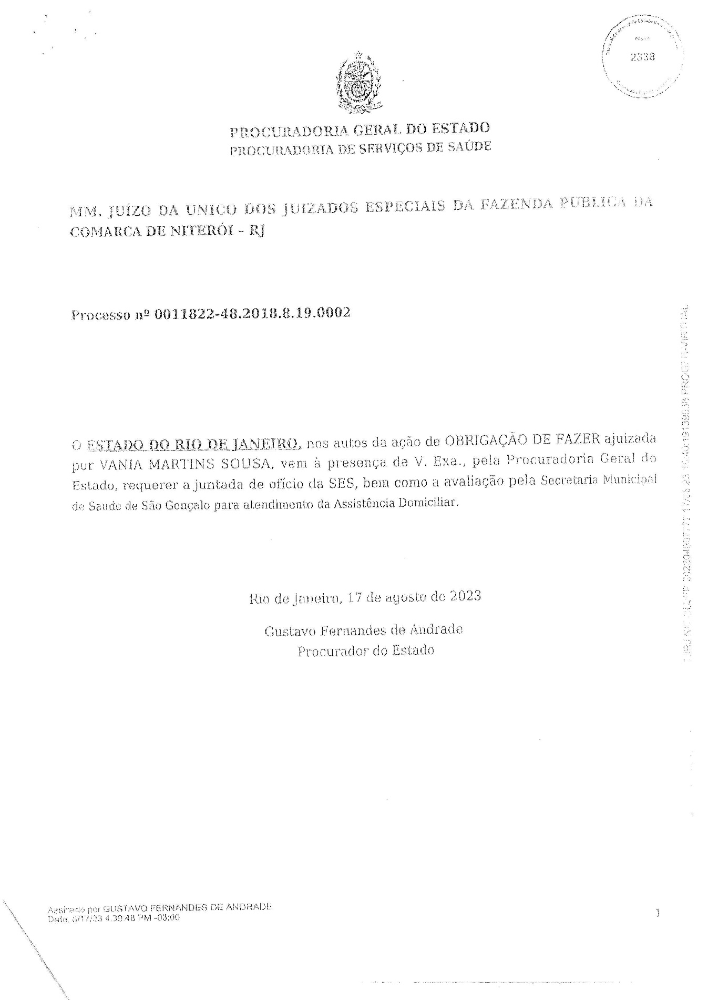 2338
PROCURADORIA GERAL DO ESTADO
PROCURADORIA DE SERVIÇOS DE SAÚDE
MM. JUÍZO DA UNICO DOS JUIZADOS ESPECIAIS DA FAZENDA PUBLICA DA
COMARCA DE NITERÓI - RJ
Processo nº 0011822-48.2018.8.19.0002
O ESTADO DO RIO DE JANEIRO, nos autos da ação de OBRIGAÇÃO DE FAZER ajuizada
por VANIA MARTINS SOUSA, vem à presença de V. Exa., pela Procuradoria Geral do
Estado, requerer a juntada de ofício da SES, bem como a avaliação pela Secretaria Municipal
de Saude de São Gonçalo para atendimento da Assistência Domiciliar.
Rio de Janeiro, 17 de agosto de 2023
Gustavo Fernandes de Andrade
Procurador do Estado
Assinado por GUSTAVO FERNANDES DE ANDRADE
Data: 8/17/23 4:39:48 PM -03:00
1